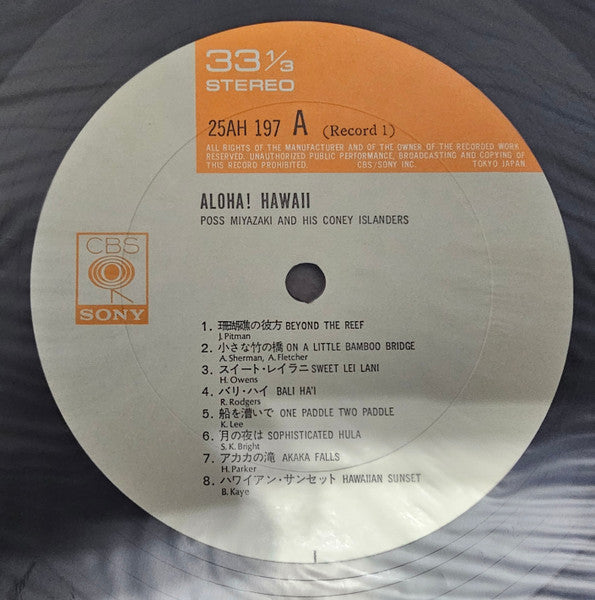 33 1/3
STEREO
25AH 197 A (Record 1)
ALL RIGHTS OF THE MANUFACTURER AND OF THE OWNER OF THE RECORDED WORK
RESERVED. UNAUTHORIZED PUBLIC PERFORMANCE, BROADCASTING AND COPYING OF
THIS RECORD PROHIBITED. CBS/SONY INC. TOKYO JAPAN
ALOHA! HAWAII
POSS MIYAZAKI AND HIS CONEY ISLANDERS
CBS
SONY
1. 珊瑚礁の彼方 BEYOND THE REEF
J. Pitman
2. 小さな竹の橋 ON A LITTLE BAMBOO BRIDGE
A. Sherman, A. Fletcher
3. スイート・レイラニ SWEET LEI LANI
H. Owens
4. バリ・ハイ BALI HA'I
R. Rodgers
5. 船を漕いで ONE PADDLE TWO PADDLE
K. Lee
6. 月の夜は SOPHISTICATED HULA
S. K. Bright
7. アカカの滝 AKAKA FALLS
H. Parker
8. ハワイアン・サンセット HAWAIIAN SUNSET
B. Kaye